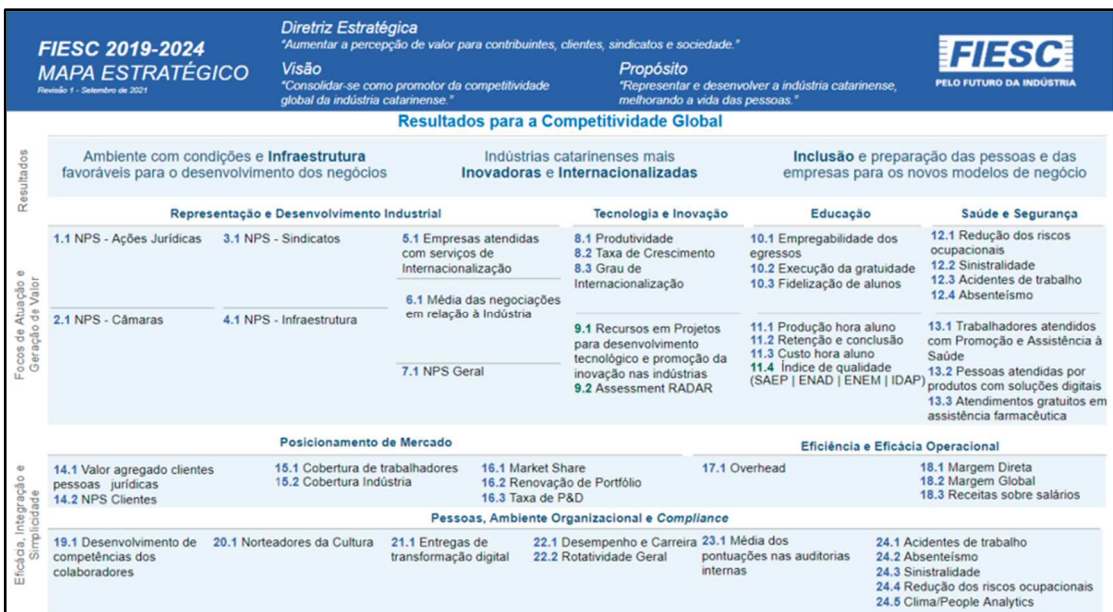 FIESC 2019-2024
MAPA ESTRATÉGICO
Revisão 1 - Setembro de 2021
Diretriz Estratégica
"Aumentar a percepção de valor para contribuintes, clientes, sindicatos e sociedade."
Visão
"Consolidar-se como promotor da competitividade
global da indústria catarinense."
Propósito
"Representar e desenvolver a indústria catarinense,
melhorando a vida das pessoas."
FIESC
PELO FUTURO DA INDÚSTRIA
Resultados para a Competitividade Global
Resultados
Ambiente com condições e Infraestrutura
favoráveis para o desenvolvimento dos negócios
Indústrias catarinenses mais
Inovadoras e Internacionalizadas
Inclusão e preparação das pessoas e das
empresas para os novos modelos de negócio
Focos de Atuação e
Geração de Valor
Representação e Desenvolvimento Industrial
1.1 NPS - Ações Jurídicas
2.1 NPS - Câmaras
3.1 NPS - Sindicatos
4.1 NPS - Infraestrutura
5.1 Empresas atendidas
com serviços de
Internacionalização
6.1 Média das negociações
em relação à Indústria
7.1 NPS Geral
Tecnologia e Inovação
8.1 Produtividade
8.2 Taxa de Crescimento
8.3 Grau de
Internacionalização
9.1 Recursos em Projetos
para desenvolvimento
tecnológico e promoção da
inovação nas indústrias
9.2 Assessment RADAR
Educação
10.1 Empregabilidade dos
egressos
10.2 Execução da gratuidade
10.3 Fidelização de alunos
11.1 Produção hora aluno
11.2 Retenção e conclusão
11.3 Custo hora aluno
11.4 Índice de qualidade
(SAEP | ENAD | ENEM | IDAP)
Saúde e Segurança
12.1 Redução dos riscos
ocupacionais
12.2 Sinistralidade
12.3 Acidentes de trabalho
12.4 Absenteísmo
13.1 Trabalhadores atendidos
com Promoção e Assistência à
Saúde
13.2 Pessoas atendidas por
produtos com soluções digitais
13.3 Atendimentos gratuitos em
assistência farmacêutica
Eficácia, Integração e
Simplicidade
Posicionamento de Mercado
14.1 Valor agregado clientes
pessoas jurídicas
14.2 NPS Clientes
15.1 Cobertura de trabalhadores
15.2 Cobertura Indústria
16.1 Market Share
16.2 Renovação de Portfólio
16.3 Taxa de P&D
Eficiência e Eficácia Operacional
17.1 Overhead
18.1 Margem Direta
18.2 Margem Global
18.3 Receitas sobre salários
Pessoas, Ambiente Organizacional e Compliance
19.1 Desenvolvimento de
competências dos
colaboradores
20.1 Norteadores da Cultura
21.1 Entregas de
transformação digital
22.1 Desempenho e Carreira
22.2 Rotatividade Geral
23.1 Média dos
pontuações nas auditorias
internas
24.1 Acidentes de trabalho
24.2 Absenteísmo
24.3 Sinistralidade
24.4 Redução dos riscos ocupacionais
24.5 Clima/People Analytics